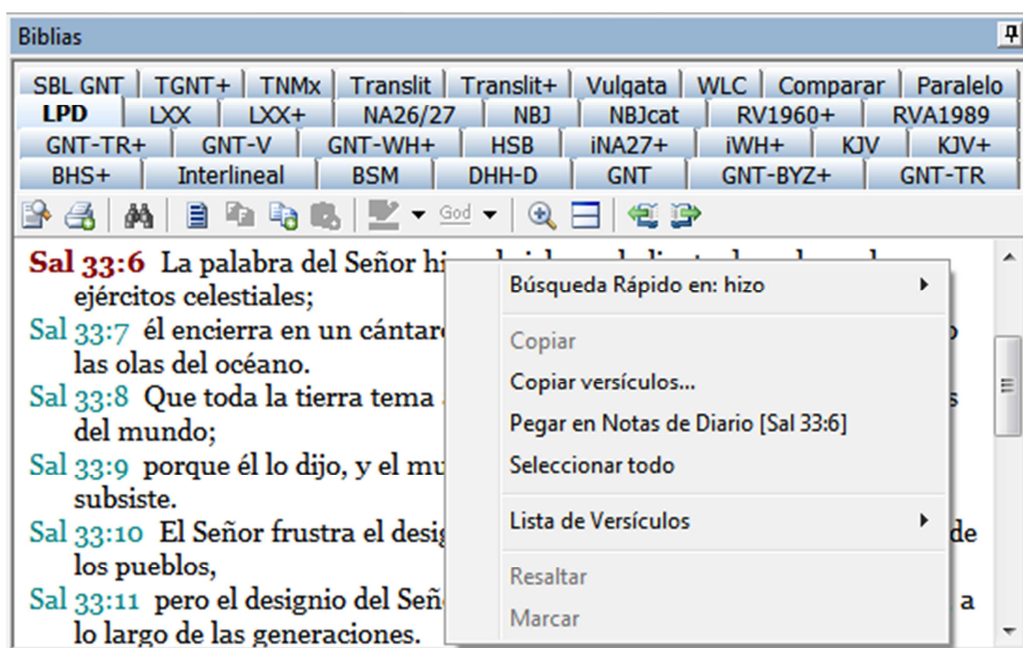 Biblias
SBL GNT TGNT+ TNMx Translit Translit+ Vulgata WLC Comparar Paralelo
LPD LXX LXX+ NA26/27 NBJ NBJcat RV1960+ RVA1989
GNT-TR+ GNT-V GNT-WH+ HSB iNA27+ iWH+ KJV KJV+
BHS+ Interlineal BSM DHH-D GNT GNT-BYZ+ GNT-TR
God
Sal 33:6 La palabra del Señor
ejércitos celestiales;
Sal 33:7 él encierra en un
las olas del océano.
Sal 33:8 Que toda la tierra tema
del mundo;
Sal 33:9 porque él lo dijo, y el
subsiste.
Sal 33:10 El Señor frustra el de
los pueblos,
Sal 33:11 pero el designio del a
lo largo de las generaciones.
Búsqueda Rápido en: hizo
Copiar
Copiar versículos...
Pegar en Notas de Diario [Sal 33:6]
Seleccionar todo
Lista de Versículos
Resaltar
Marcar